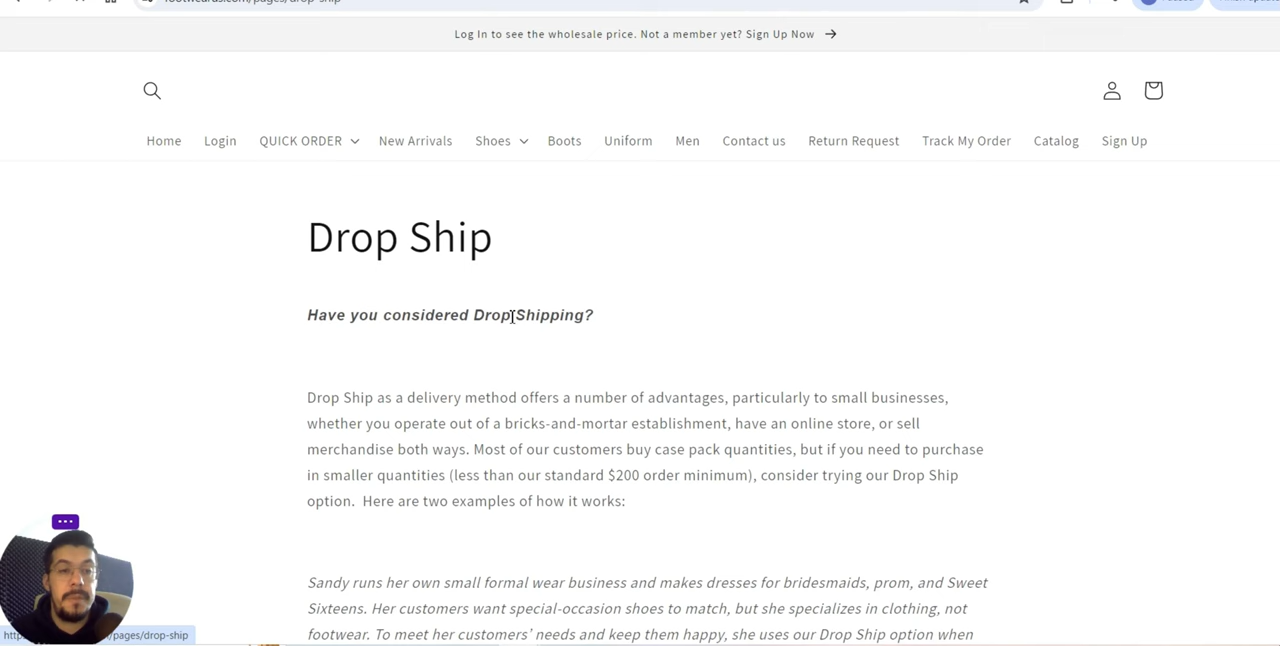 Log In to see the wholesale price. Not a member yet? Sign Up Now →
Home Login QUICK ORDER New Arrivals Shoes Boots Uniform Men Contact us Return Request Track My Order Catalog Sign Up
Drop Ship
Have you considered Drop Shipping?
Drop Ship as a delivery method offers a number of advantages, particularly to small businesses,
whether you operate out of a bricks-and-mortar establishment, have an online store, or sell
merchandise both ways. Most of our customers buy case pack quantities, but if you need to purchase
in smaller quantities (less than our standard $200 order minimum), consider trying our Drop Ship
option. Here are two examples of how it works:
Sandy runs her own small formal wear business and makes dresses for bridesmaids, prom, and Sweet
Sixteens. Her customers want special-occasion shoes to match, but she specializes in clothing, not
footwear. To meet her customers’ needs and keep them happy, she uses our Drop Ship option when
/pages/drop-ship